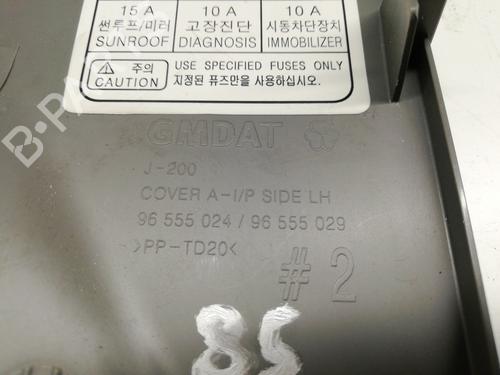 15 A 10 A 10 A
썬루프/미러 고장진단 시동차단장치
SUNROOF DIAGNOSIS IMMOBILIZER
주의 USE SPECIFIED FUSES ONLY
CAUTION 지정된 퓨즈만을 사용하십시오.
GMDAT
J-200
COVER A-I/P SIDE LH
96 555 024 / 96 555 029
>PP-TD20<
#2
85
B-PARTS